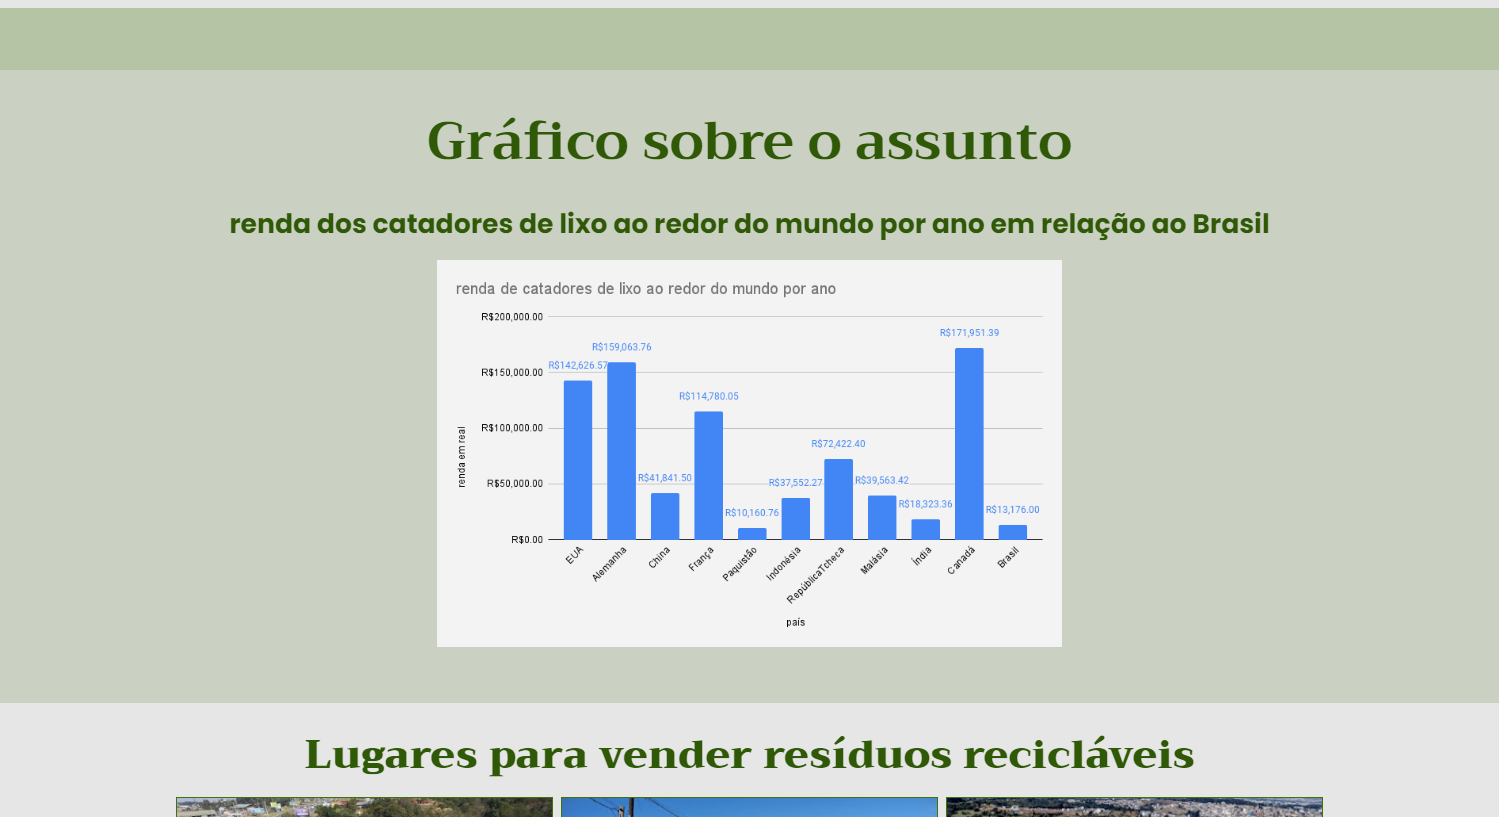 Gráfico sobre o assunto
renda dos catadores de lixo ao redor do mundo por ano em relação ao Brasil
renda de catadores de lixo ao redor do mundo por ano
renda em real
R$200,000.00
R$150,000.00
R$100,000.00
R$50,000.00
R$0.00
R$142,626.57
R$159,063.76
R$41,841.50
R$114,780.05
R$10,160.76
R$37,552.27
R$72,422.40
R$39,563.42
R$18,323.36
R$171,951.39
R$13,176.00
EUA
Alemanha
China
França
Paquistão
Indonésia
RepúblicaTcheca
Malásia
Índia
Canadá
Brasil
país
Lugares para vender resíduos recicláveis